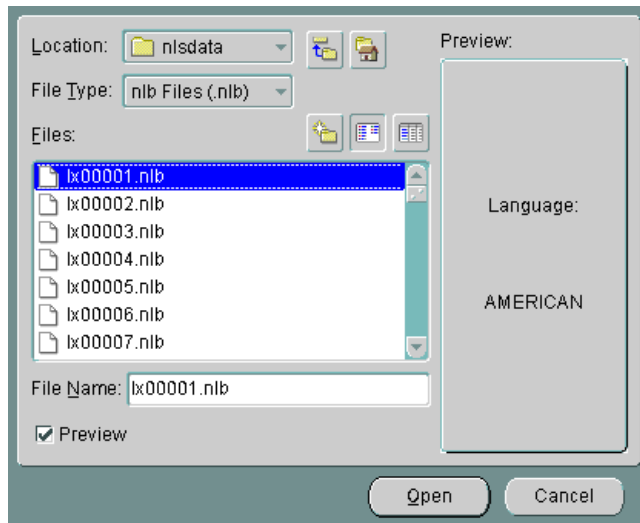 Location: nlsdata
File Type: nlb Files (.nlb)
Files:
lx00001.nlb
lx00002.nlb
lx00003.nlb
lx00004.nlb
lx00005.nlb
lx00006.nlb
lx00007.nlb
File Name: lx00001.nlb
Preview
Preview:
Language:
AMERICAN
Open Cancel